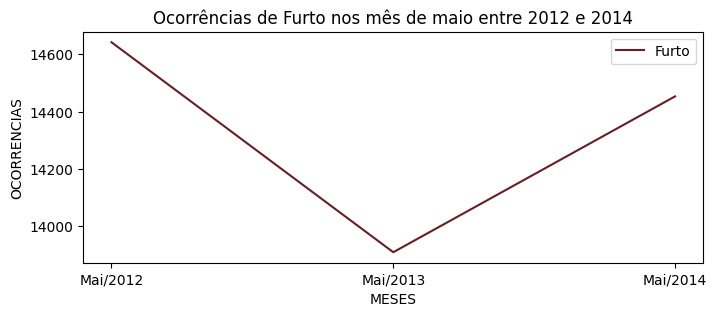 Ocorrências de Furto nos mês de maio entre 2012 e 2014
Furto
14600
14400
14200
14000
OCORRENCIAS
Mai/2012
Mai/2013
Mai/2014
MESES